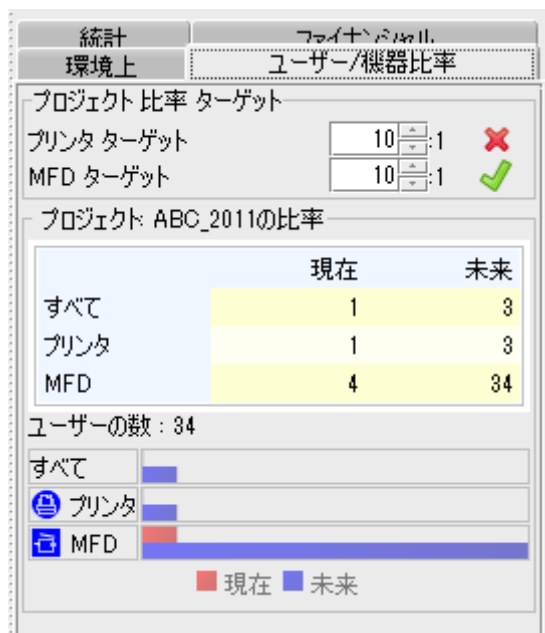 統計 ファイナンシャル
環境上 ユーザー/機器比率
プロジェクト 比率 ターゲット
プリンタ ターゲット 10 :1
MFD ターゲット 10 :1
プロジェクト: ABC_2011の比率
現在 未来
すべて 1 3
プリンタ 1 3
MFD 4 34
ユーザーの数 : 34
すべて
プリンタ
MFD
現在 未来